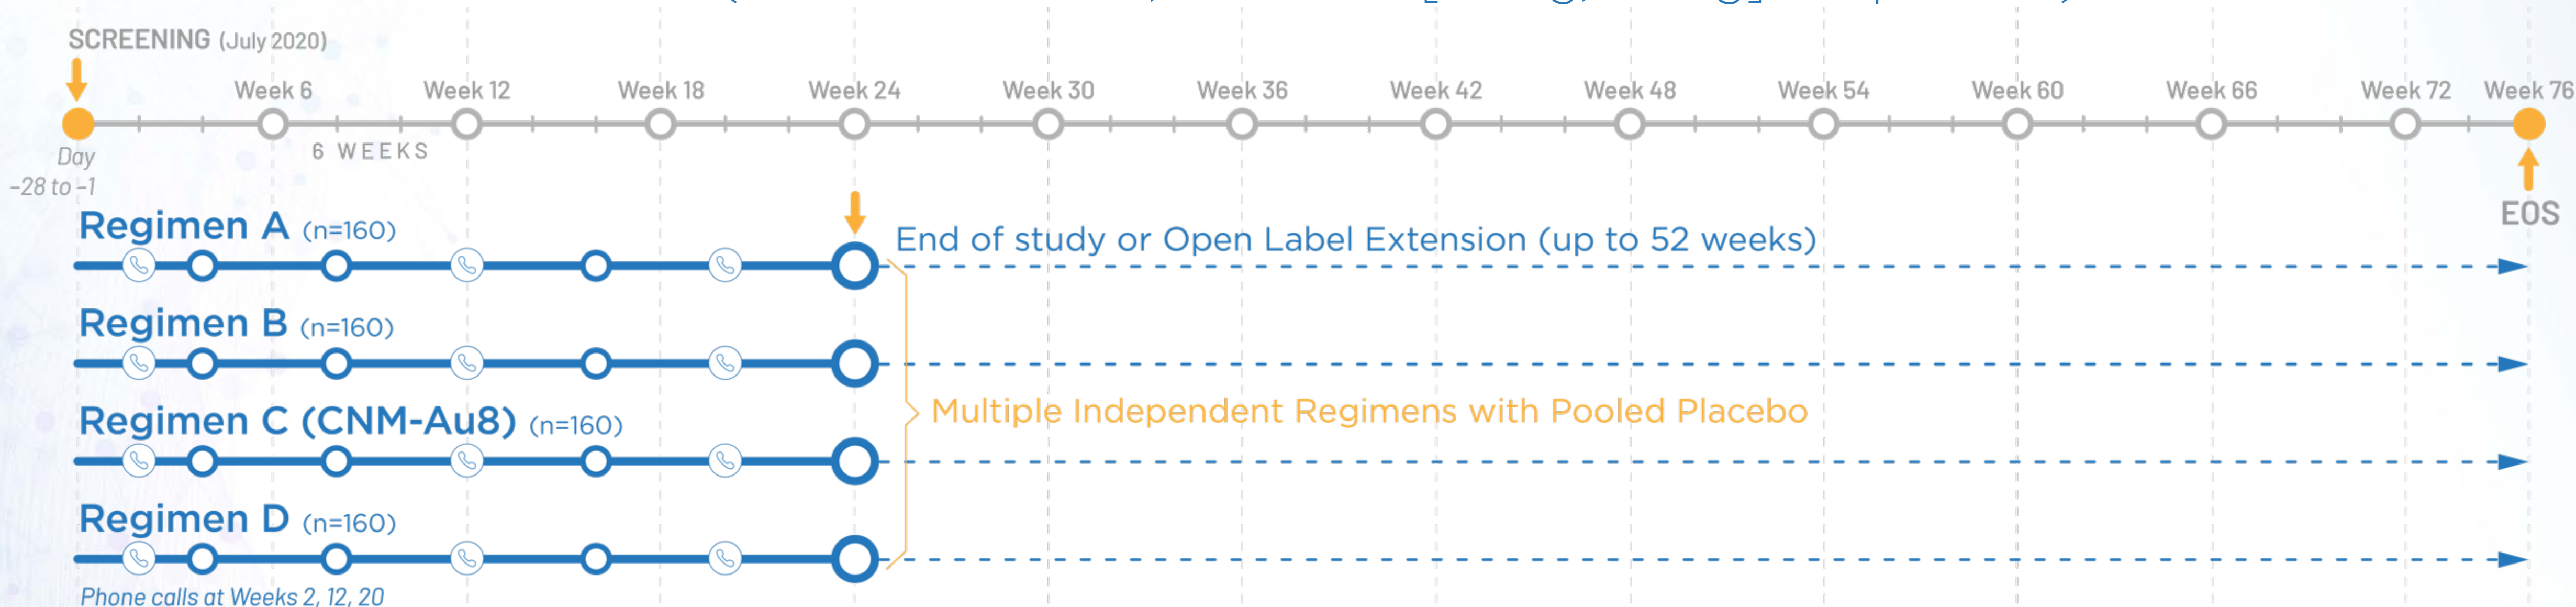 SCREENING (July 2020)
Week 6 Week 12 Week 18 Week 24 Week 30 Week 36 Week 42 Week 48 Week 54 Week 60 Week 66 Week 72 Week 76
6 WEEKS
Day
–28 to –1
EOS
Regimen A (n=160)
End of study or Open Label Extension (up to 52 weeks)
Regimen B (n=160)
Regimen C (CNM-Au8) (n=160)
Multiple Independent Regimens with Pooled Placebo
Regimen D (n=160)
Phone calls at Weeks 2, 12, 20